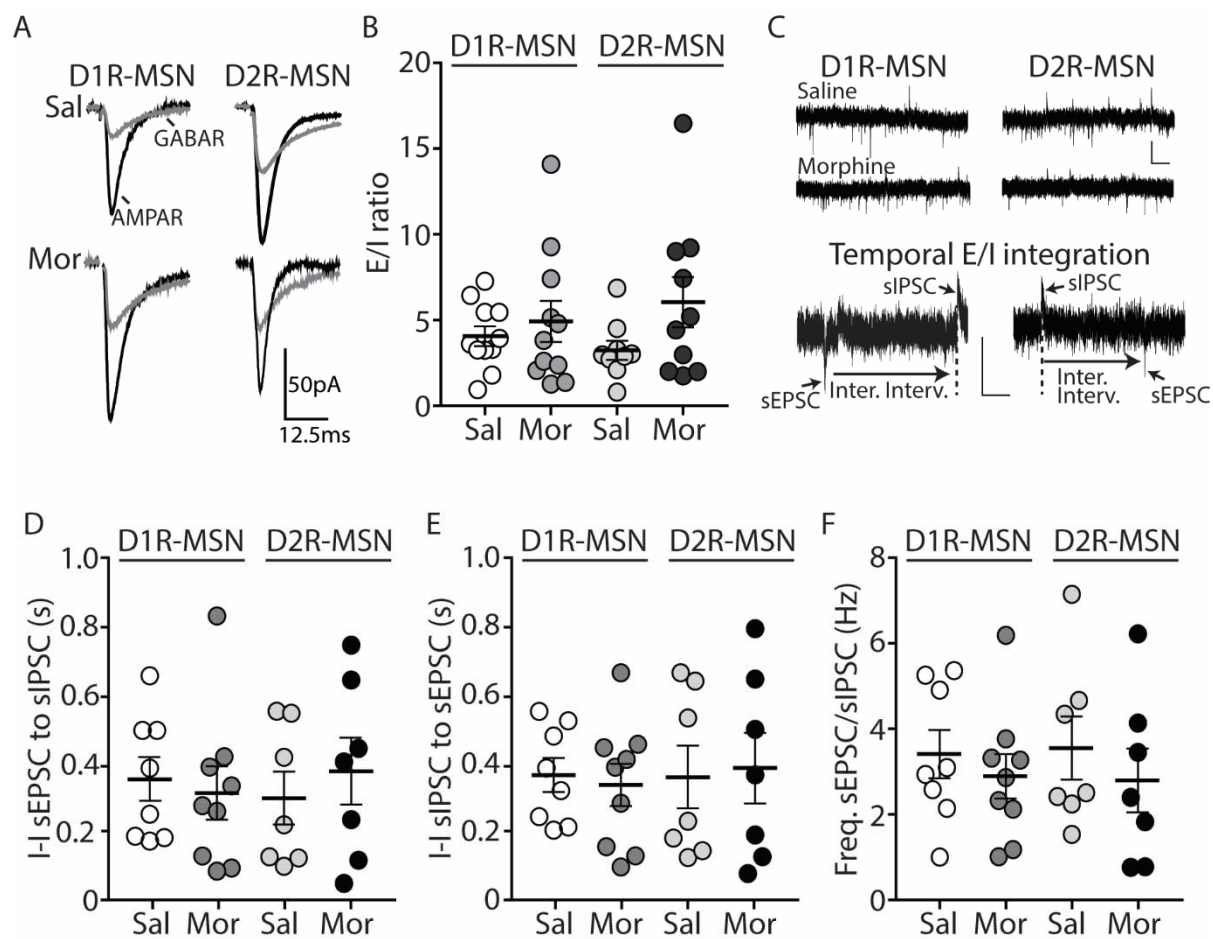 A
D1R-MSN D2R-MSN
Sal
GABAR
AMPAR
Mor
50pA
12.5ms
B
D1R-MSN D2R-MSN
E/I ratio
20
15
10
5
0
Sal Mor Sal Mor
C
D1R-MSN D2R-MSN
Saline
Morphine
Temporal E/I integration
sIPSC sIPSC
sEPSC Inter. Interv. Inter.
Interv. sEPSC
D
D1R-MSN D2R-MSN
I-I sEPSC to sIPSC (s)
1.0
0.8
0.6
0.4
0.2
0
Sal Mor Sal Mor
E
D1R-MSN D2R-MSN
I-I sIPSC to sEPSC (s)
1.0
0.8
0.6
0.4
0.2
0
Sal Mor Sal Mor
F
D1R-MSN D2R-MSN
Freq. sEPSC/sIPSC (Hz)
8
6
4
2
0
Sal Mor Sal Mor